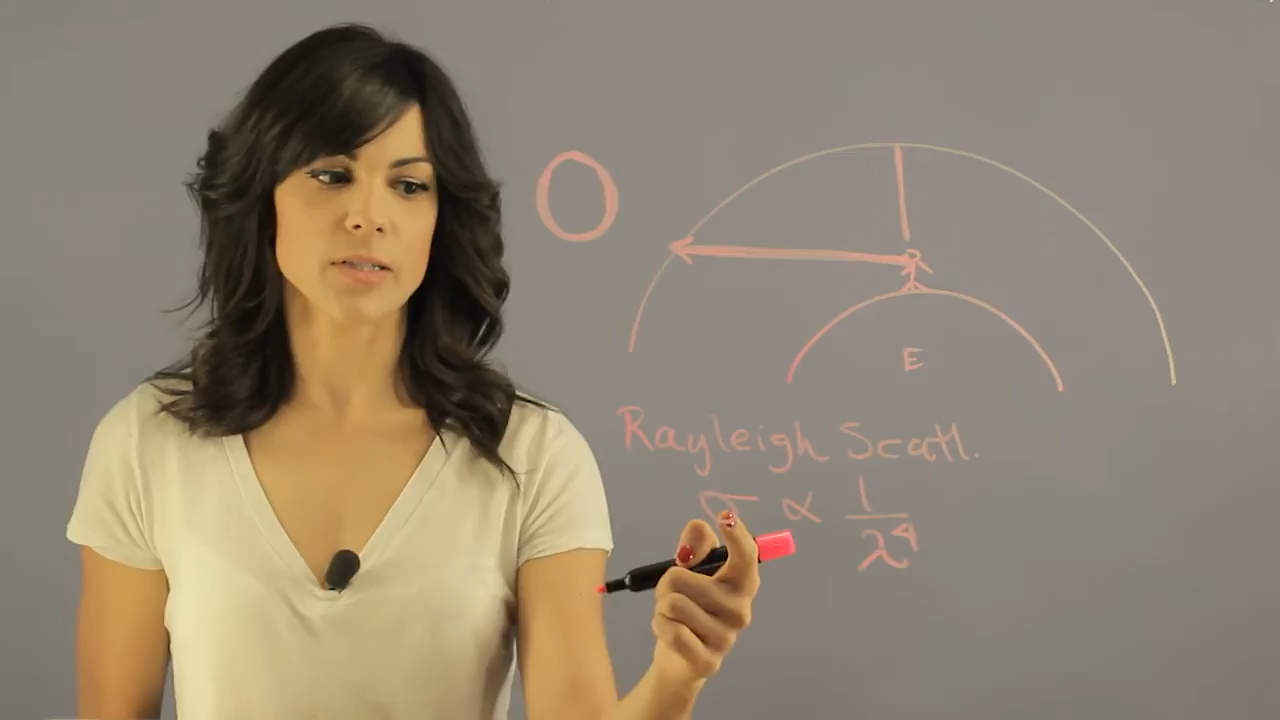 E
Rayleigh Scatt.
σ ∝ 1/λ⁴